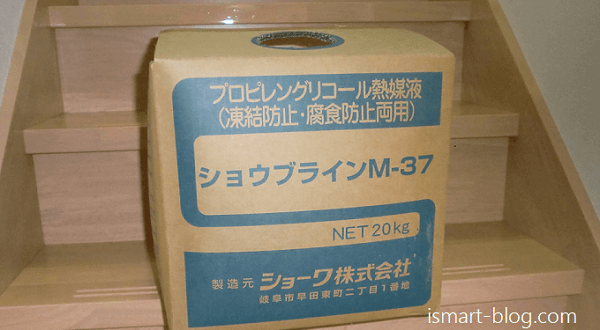 プロピレングリコール熱媒液
(凍結防止・腐食防止両用)
ショウブラインM-37
NET 20kg
製造元 ショーワ株式会社
岐阜市早田東町二丁目1番地
ismart-blog.com